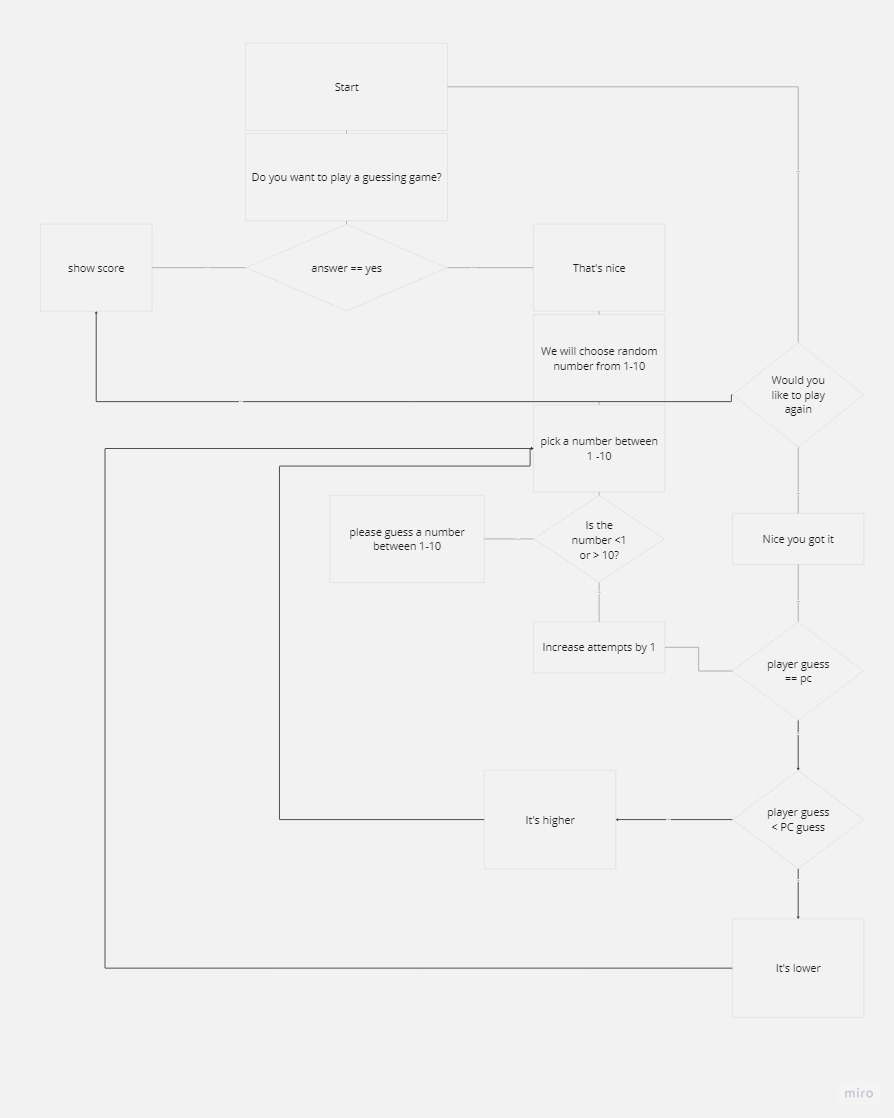 Start
Do you want to play a guessing game?
show score
answer == yes
That's nice
We will choose random
number from 1-10
Would you
like to play
again
pick a number between
1 -10
please guess a number
between 1-10
Is the
number <1
or > 10?
Nice you got it
Increase attempts by 1
player guess
== pc
It's higher
player guess
< PC guess
It's lower
miro